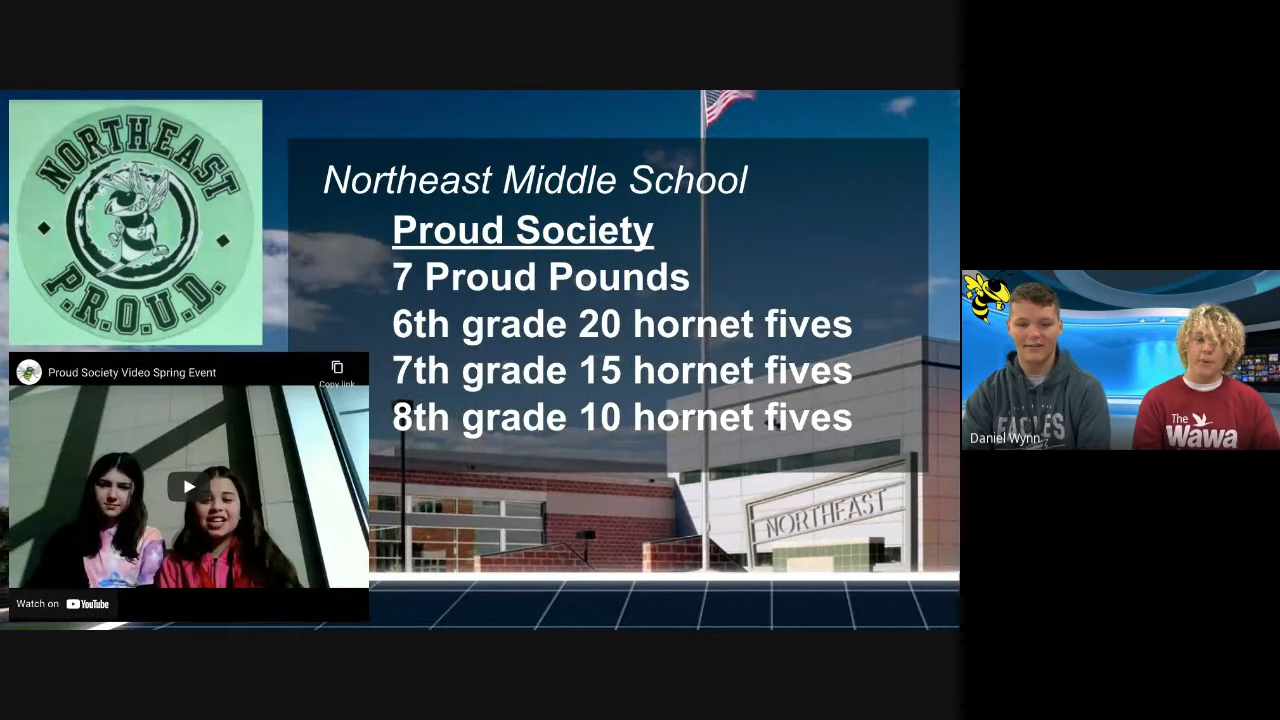 NORTHEAST
P.R.O.U.D.
Northeast Middle School
Proud Society
7 Proud Pounds
6th grade 20 hornet fives
7th grade 15 hornet fives
8th grade 10 hornet fives
Proud Society Video Spring Event
Copy link
Watch on YouTube
NORTHEAST
EAGLES
Daniel Wynn
The
Wawa